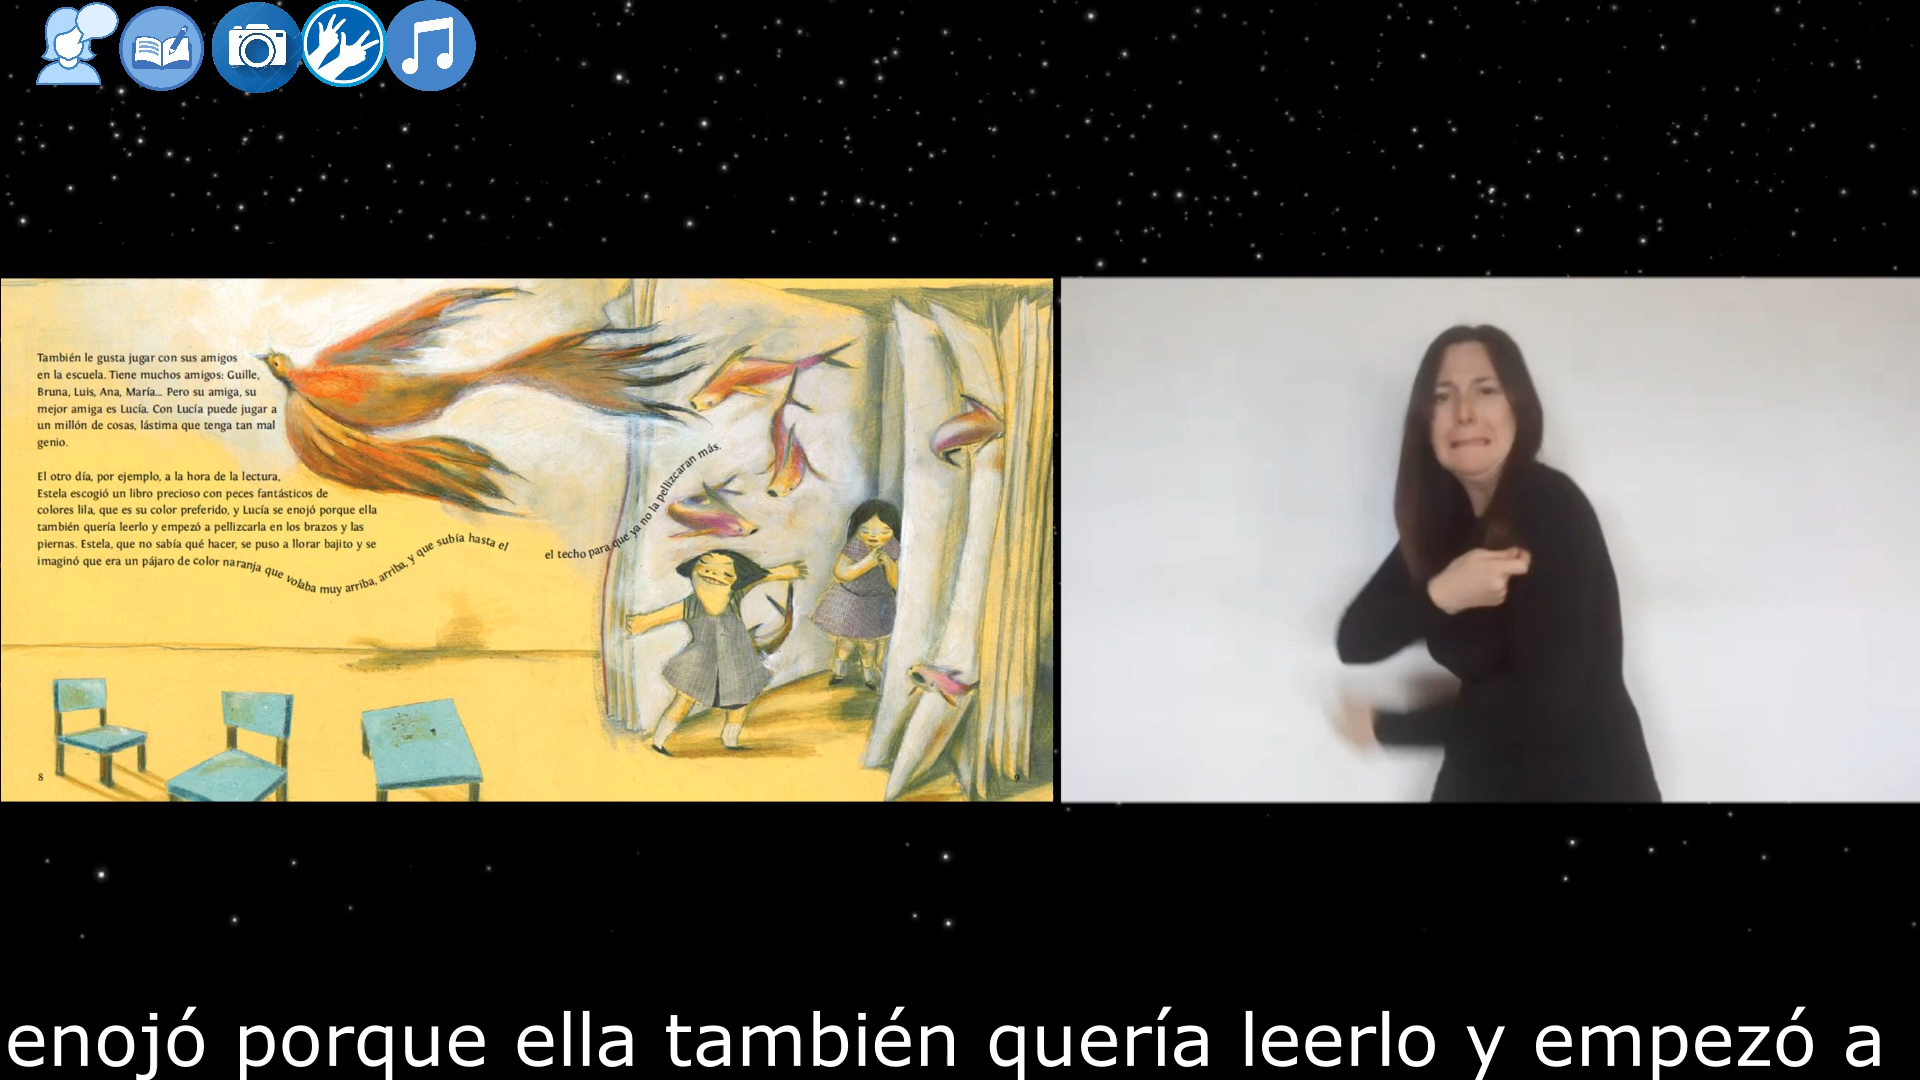 También le gusta jugar con sus amigos
en la escuela. Tiene muchos amigos: Guille,
Bruna, Luis, Ana, María... Pero su amiga, su
mejor amiga es Lucía. Con Lucía puede jugar a
un millón de cosas, lástima que tenga tan mal
genio.
El otro día, por ejemplo, a la hora de la lectura,
Estela escogió un libro precioso con peces fantásticos de
colores lila, que es su color preferido, y Lucía se enojó porque ella
también quería leerlo y empezó a pellizcarla en los brazos y las
piernas. Estela, que no sabía qué hacer, se puso a llorar bajito y se
imaginó que era un pájaro de color naranja que volaba muy arriba, arriba, arriba, y que subía hasta el
el techo para que ya no la pellizcaran más.
8
9
enojó porque ella también quería leerlo y empezó a